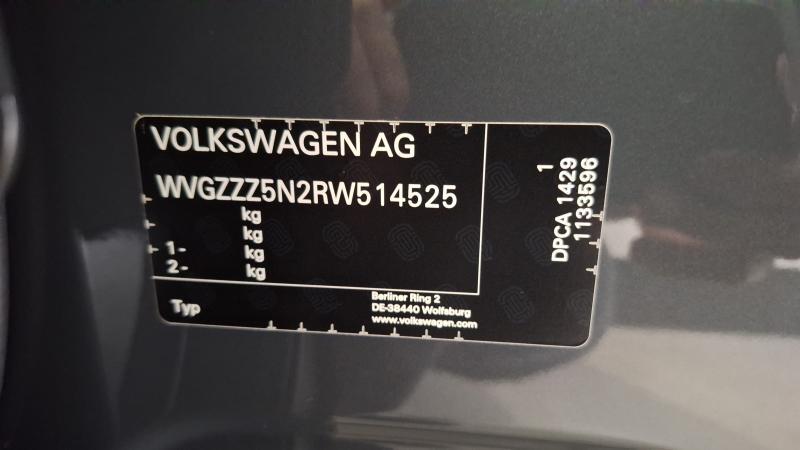 VOLKSWAGEN AG
WVGZZZ5N2RW514525
kg
kg
1- kg
2- kg
Typ
Berliner Ring 2
DE-38440 Wolfsburg
www.volkswagen.com
1
DPCA 1429
1133596